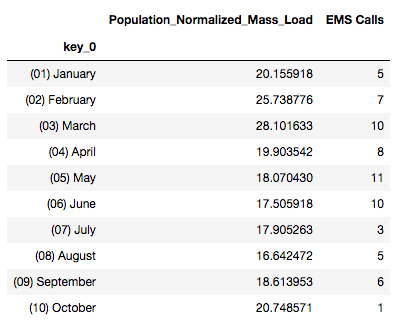 Population_Normalized_Mass_Load EMS Calls
key_0
(01) January 20.155918 5
(02) February 25.738776 7
(03) March 28.101633 10
(04) April 19.903542 8
(05) May 18.070430 11
(06) June 17.505918 10
(07) July 17.905263 3
(08) August 16.642472 5
(09) September 18.613953 6
(10) October 20.748571 1